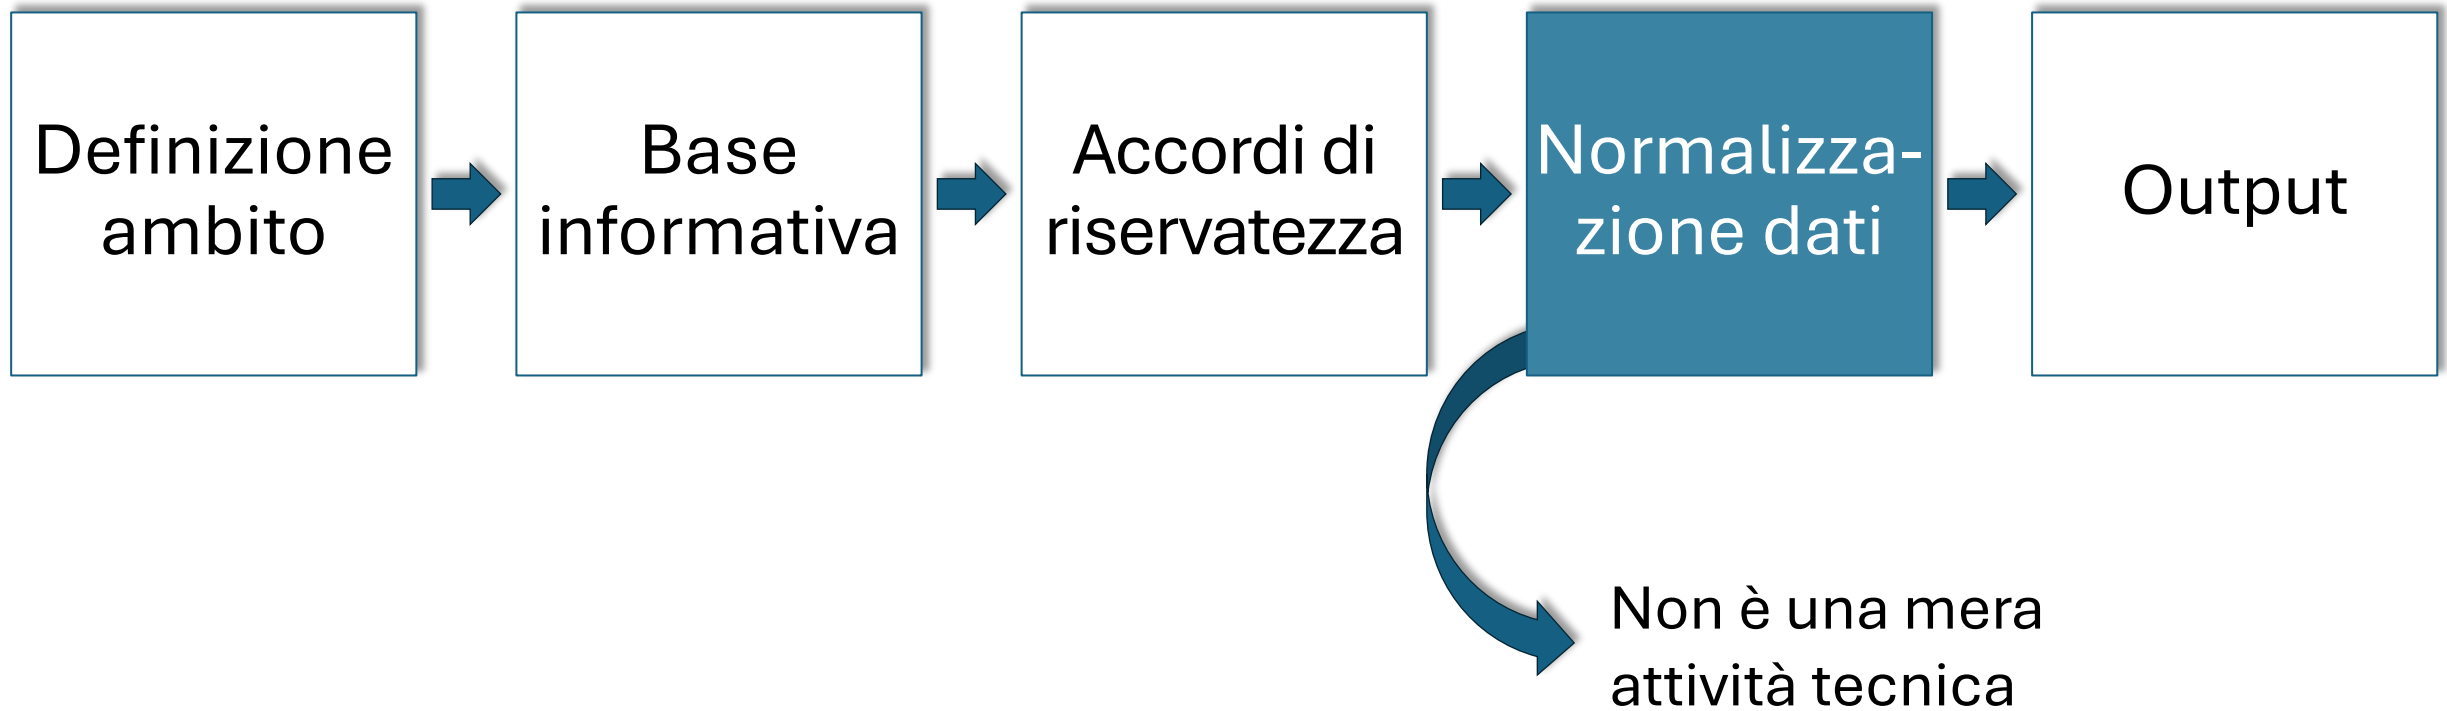 Definizione
ambito
Base
informativa
Accordi di
riservatezza
Normalizza-
zione dati
Output
Non è una mera
attività tecnica